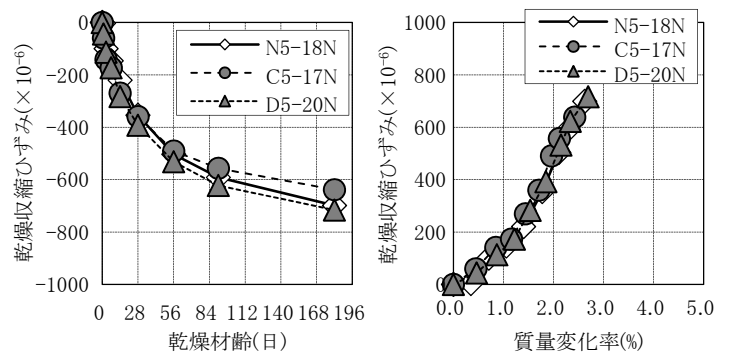 乾燥収縮ひずみ(×10⁻⁶)
0
-200
-400
-600
-800
-1000
N5-18N
C5-17N
D5-20N
0 28 56 84 112 140 168 196
乾燥材齢(日)
乾燥収縮ひずみ(×10⁻⁶)
1000
800
600
400
200
0
N5-18N
C5-17N
D5-20N
0.0 1.0 2.0 3.0 4.0 5.0
質量変化率(%)